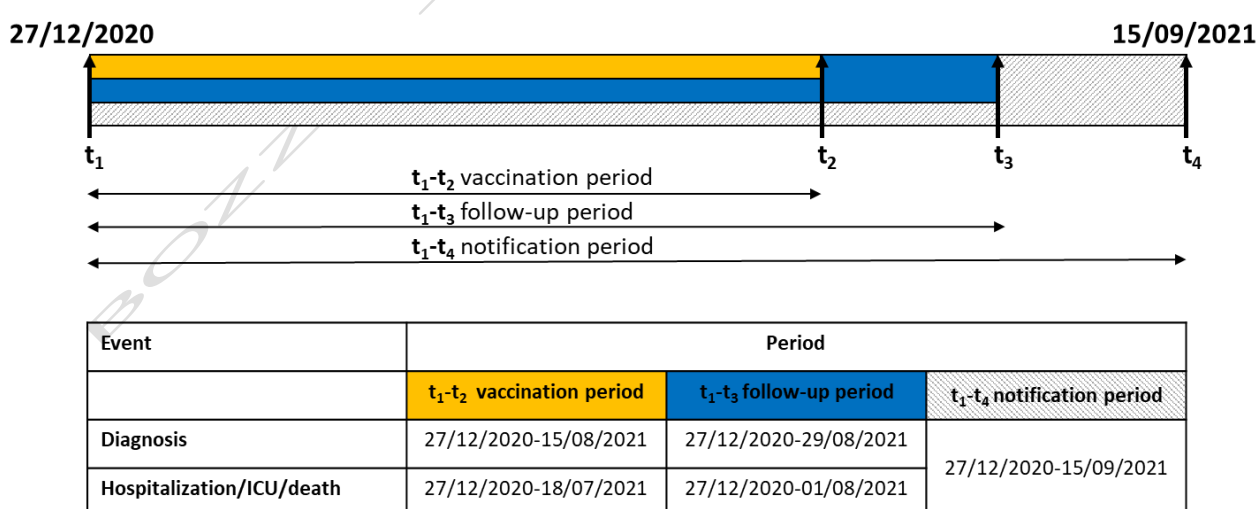 27/12/2020 15/09/2021
t₁ t₂ t₃ t₄
t₁-t₂ vaccination period
t₁-t₃ follow-up period
t₁-t₄ notification period
BOZZ
Event Period
t₁-t₂ vaccination period t₁-t₃ follow-up period t₁-t₄ notification period
Diagnosis 27/12/2020-15/08/2021 27/12/2020-29/08/2021
27/12/2020-15/09/2021
Hospitalization/ICU/death 27/12/2020-18/07/2021 27/12/2020-01/08/2021